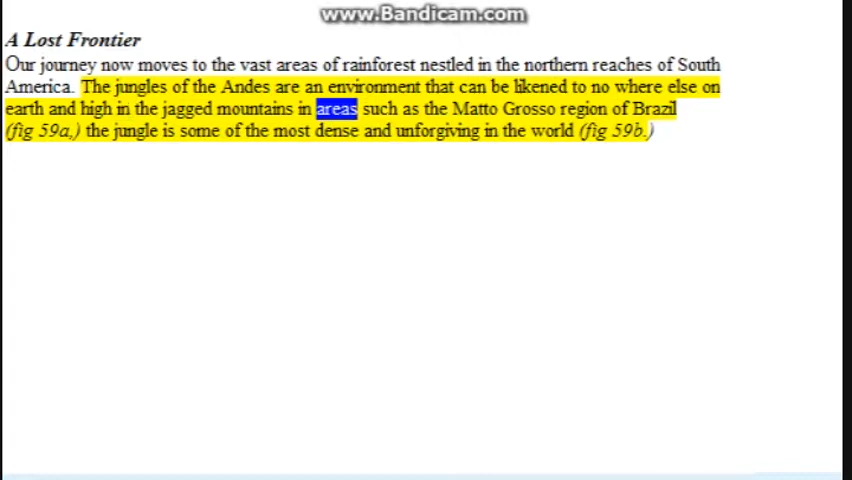 www.Bandicam.com
A Lost Frontier
Our journey now moves to the vast areas of rainforest nestled in the northern reaches of South
America. The jungles of the Andes are an environment that can be likened to no where else on
earth and high in the jagged mountains in areas such as the Matto Grosso region of Brazil
(fig 59a,) the jungle is some of the most dense and unforgiving in the world (fig 59b.)